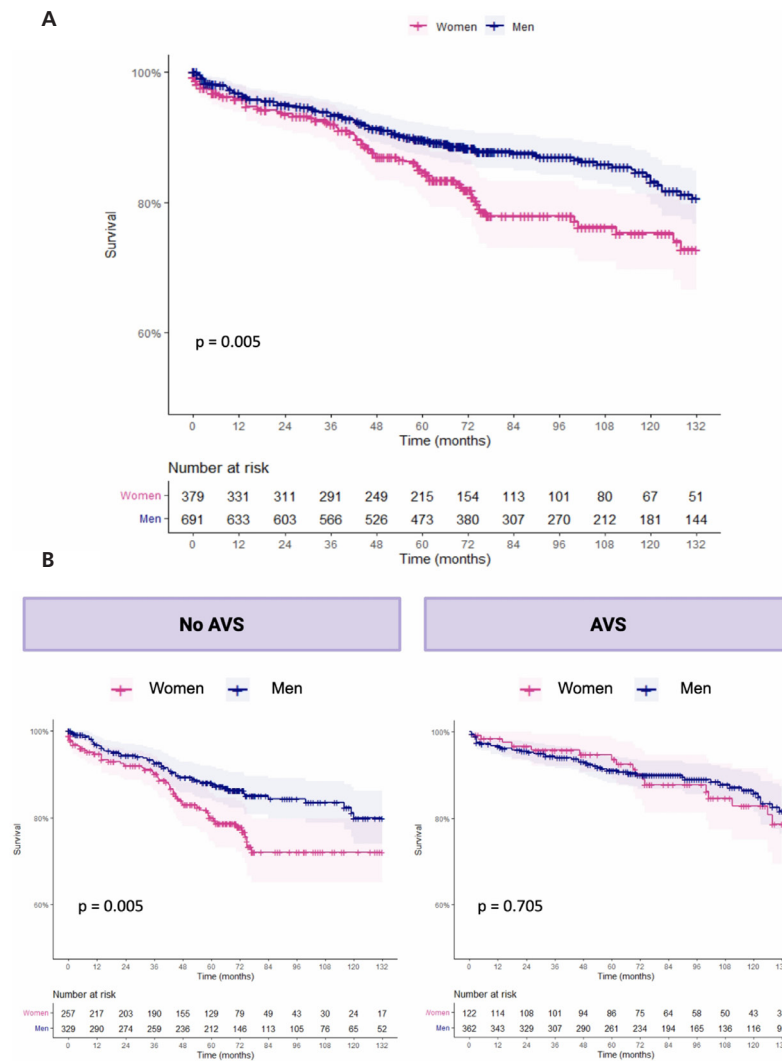 A
Women Men
100%
80%
60%
Survival
p = 0.005
0 12 24 36 48 60 72 84 96 108 120 132
Time (months)
Number at risk
Women 379 331 311 291 249 215 154 113 101 80 67 51
Men 691 633 603 566 526 473 380 307 270 212 181 144
0 12 24 36 48 60 72 84 96 108 120 132
Time (months)
B
No AVS
Women Men
100%
80%
60%
Survival
p = 0.005
0 12 24 36 48 60 72 84 96 108 120 132
Time (months)
Number at risk
Women 257 217 203 190 155 129 79 49 43 30 24 17
Men 329 290 274 259 236 212 146 113 105 76 65 52
0 12 24 36 48 60 72 84 96 108 120 132
Time (months)
AVS
Women Men
100%
80%
60%
Survival
p = 0.705
0 12 24 36 48 60 72 84 96 108 120
Time (months)
Number at risk
Women 122 114 108 101 94 86 75 64 58 50 43
Men 362 343 329 307 290 261 234 194 165 136 116
0 12 24 36 48 60 72 84 96 108 120
Time (months)